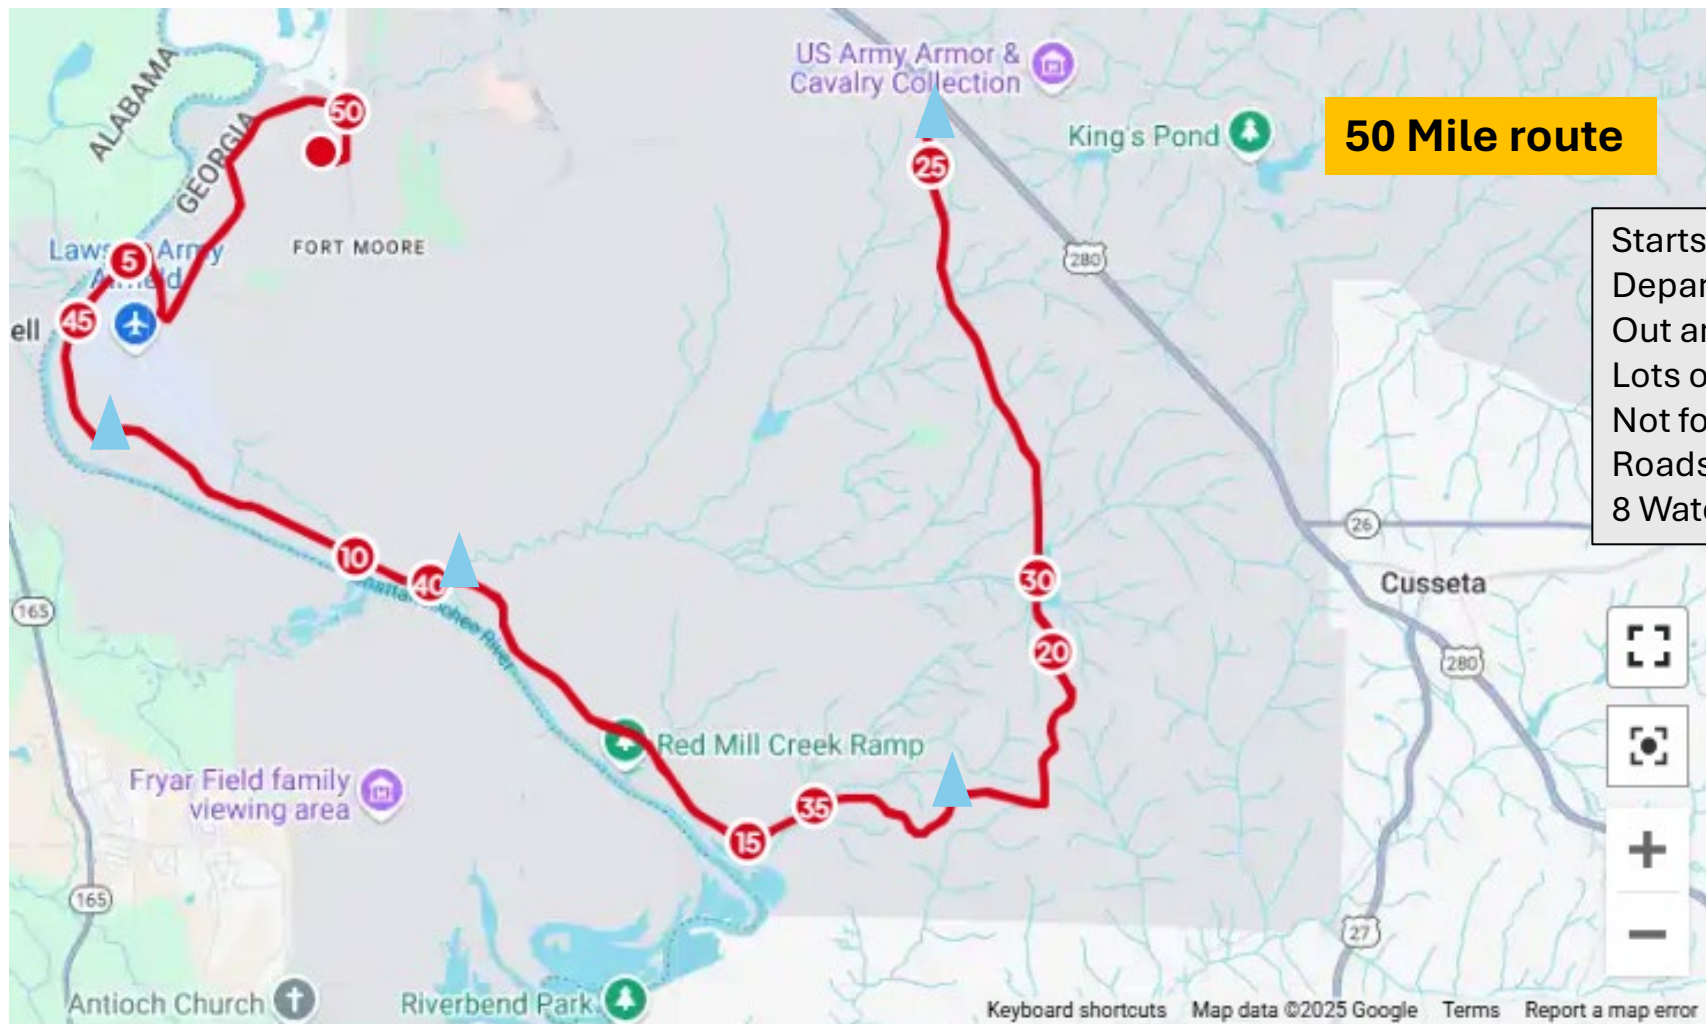 US Army Armor &
Cavalry Collection
King's Pond
50 Mile route
ALABAMA
GEORGIA
50
25
FORT MOORE
280
Starts
Depar
Out ar
Lots o
Not fo
Roads
8 Wate
Army
5
45
ell
10
40
River
165
26
Cusseta
30
20
280
Red Mill Creek Ramp
Fryar Field family
viewing area
35
15
165
27
Antioch Church
Riverbend Park
Keyboard shortcuts
Map data ©2025 Google
Terms
Report a map error